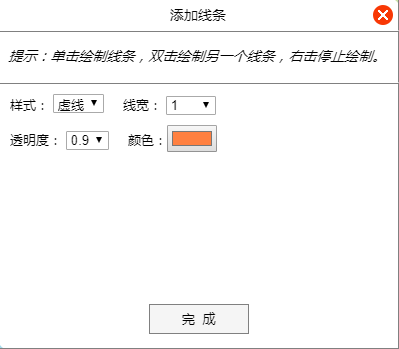 添加线条
提示：单击绘制线条，双击绘制另一个线条，右击停止绘制。
样式： 虚线 线宽： 1
透明度： 0.9 颜色：
完 成